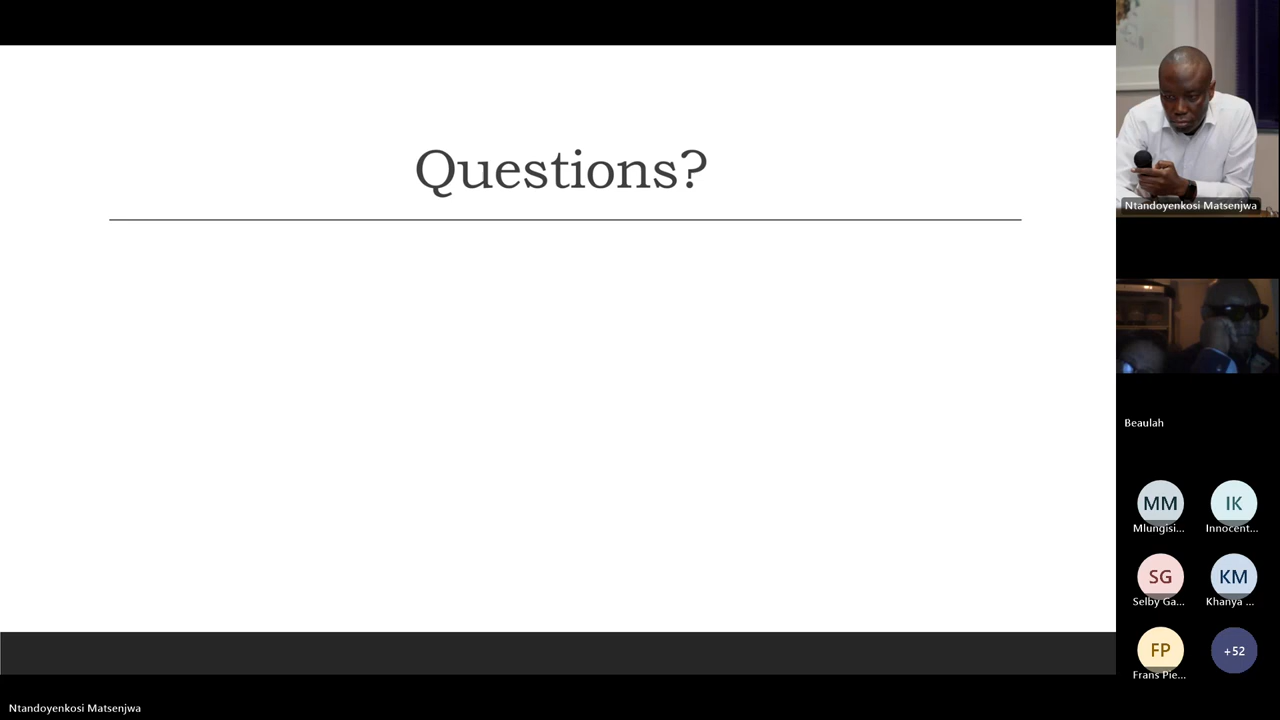 Questions?
Ntandoyenkosi Matsenjwa
Beaulah
MM
IK
Mlungisi...
Innocent...
SG
KM
Selby Ga...
Khanya ...
FP
+52
Frans Pie...
Ntandoyenkosi Matsenjwa